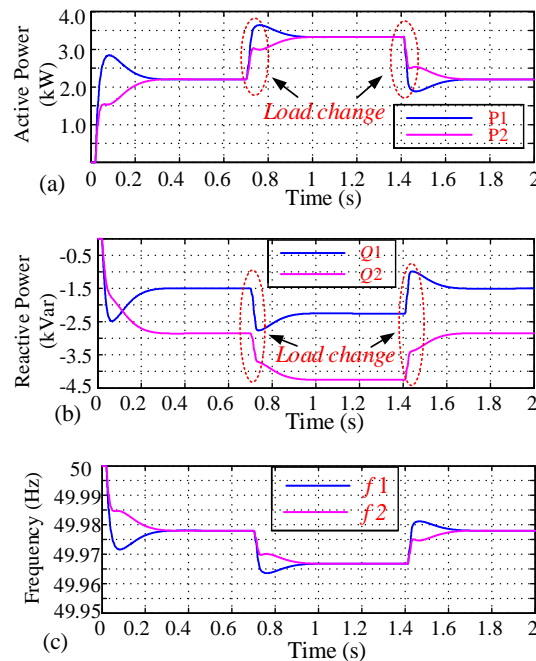 Active Power
(kW)
4.0
3.0
2.0
1.0
Load change
P1
P2
0 0.2 0.4 0.6 0.8 1 1.2 1.4 1.6 1.8 2
Time (s)
(a)
Reactive Power
(kVar)
-0.5
-1.5
-2.5
-3.5
-4.5
Q1
Q2
Load change
0 0.2 0.4 0.6 0.8 1 1.2 1.4 1.6 1.8 2
Time (s)
(b)
Frequency (Hz)
50
49.99
49.98
49.97
49.96
49.95
f1
f2
0 0.2 0.4 0.6 0.8 1 1.2 1.4 1.6 1.8 2
Time (s)
(c)